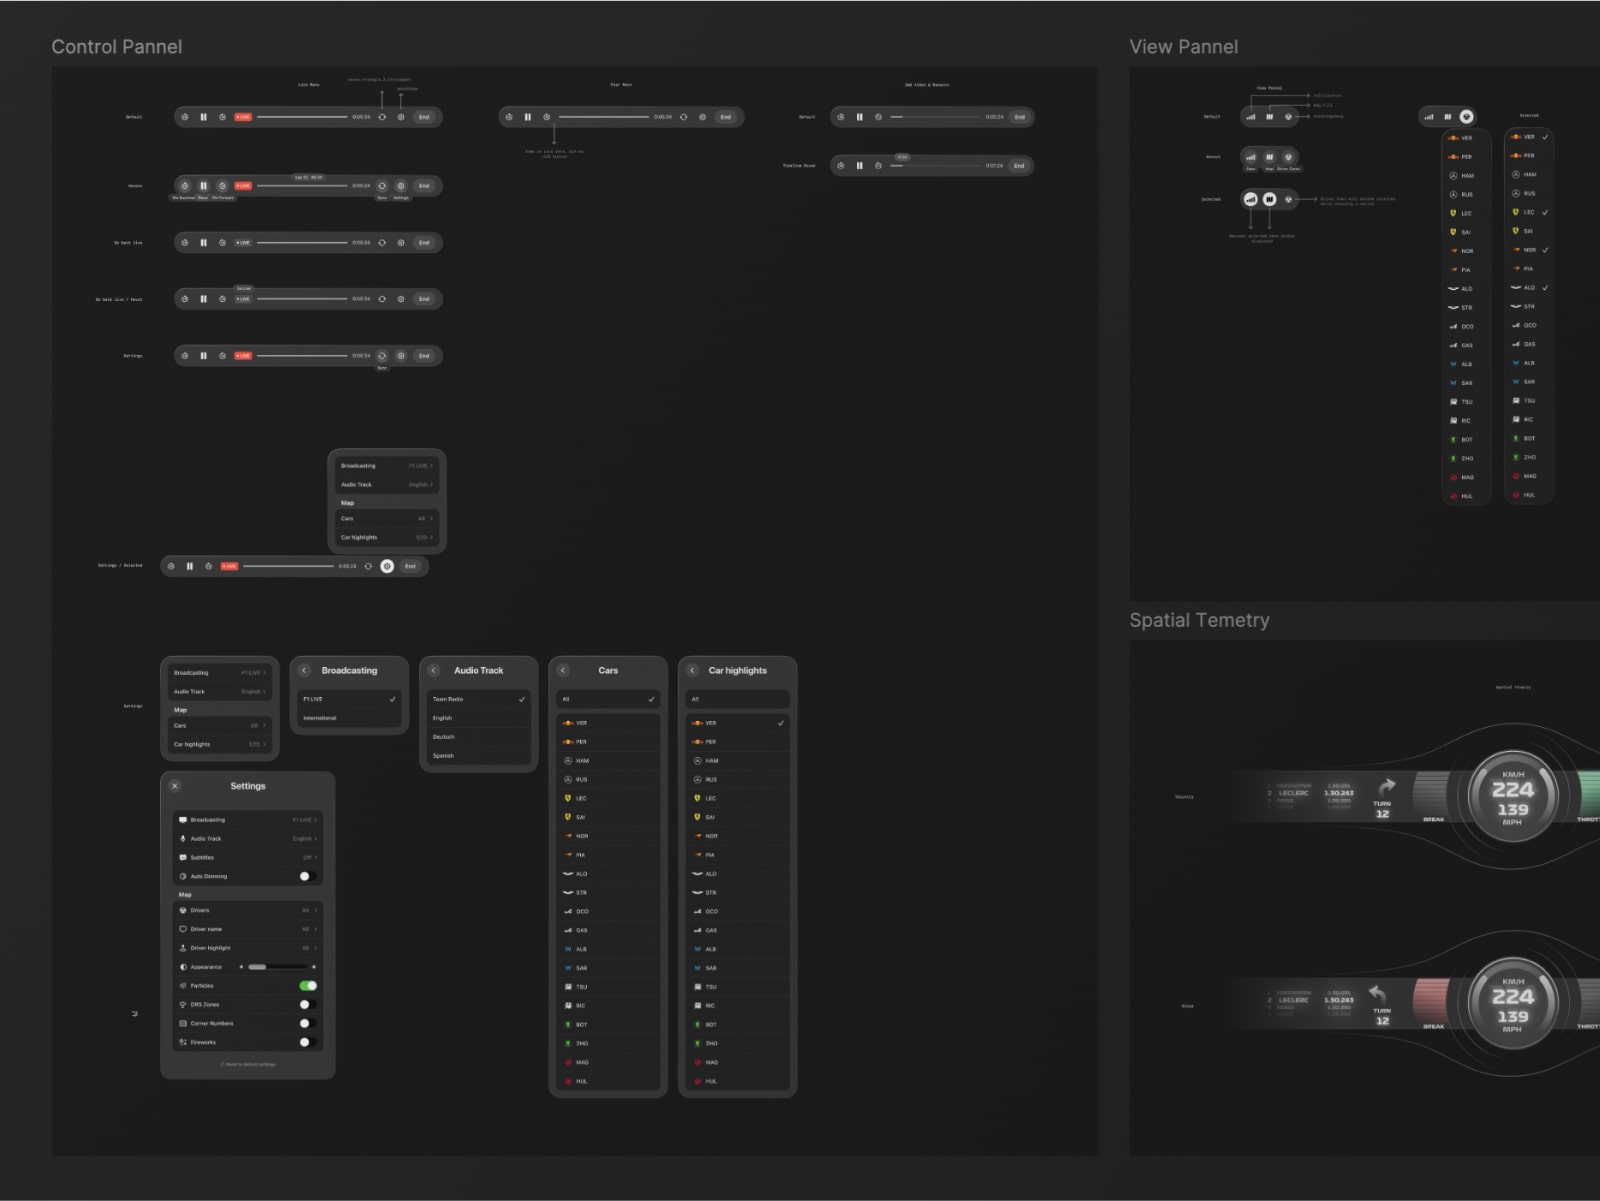 Control Pannel
Live Mode
Past Mode
Default
LIVE
0:05:24
End
0:05:24
End
Default
0:05:24
End
Same as Live mode, but no
LIVE button
Timeline Hover
0:01:24
End
Hovers
LIVE
0:05:24
End
Sync
Settings
Go back live
LIVE
0:05:24
End
Go back live / Hover
LIVE
0:05:24
End
Settings
LIVE
0:05:24
End
Sync
Broadcasting
F1 LIVE
Audio Track
English
Map
Cars
All
Car highlights
1/20
Settings / Selected
LIVE
0:05:24
End
Settings
Broadcasting
F1 LIVE
Audio Track
English
Map
Cars
All
Car highlights
1/20
Broadcasting
F1 LIVE
International
Audio Track
Team Radio
English
Deutsch
Spanish
Cars
All
VER
PER
HAM
RUS
LEC
SAI
NOR
PIA
ALO
STR
OCO
GAS
ALB
SAR
TSU
RIC
BOT
ZHO
MAG
HUL
Car highlights
All
VER
PER
HAM
RUS
LEC
SAI
NOR
PIA
ALO
STR
OCO
GAS
ALB
SAR
TSU
RIC
BOT
ZHO
MAG
HUL
Settings
Broadcasting
F1 LIVE
Audio Track
English
Subtitles
Off
Auto Dimming
Map
Drivers
All
Driver name
All
Driver highlight
All
Appearance
Particles
DRS Zones
Corner Numbers
Fireworks
Reset to default settings
View Pannel
View Pannel
Default
Hovers
Selected
Selected
VER
PER
HAM
RUS
LEC
SAI
NOR
PIA
ALO
STR
OCO
GAS
ALB
SAR
TSU
RIC
BOT
ZHO
MAG
HUL
VER
PER
HAM
RUS
LEC
SAI
NOR
PIA
ALO
STR
OCO
GAS
ALB
SAR
TSU
RIC
BOT
ZHO
MAG
HUL
Spatial Temetry
Spatial Temetry
Throttle
2 LECLERC 1.30.243
TURN
12
BREAK
KM/H
224
139
MPH
THROT
2 LECLERC 1.30.243
TURN
12
BREAK
KM/H
224
139
MPH
THROT